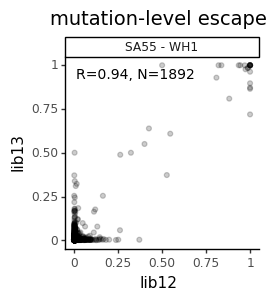 mutation-level escape
SA55 - WH1
R=0.94, N=1892
1
0.75
0.5
0.25
0
lib13
0 0.25 0.5 0.75 1
lib12